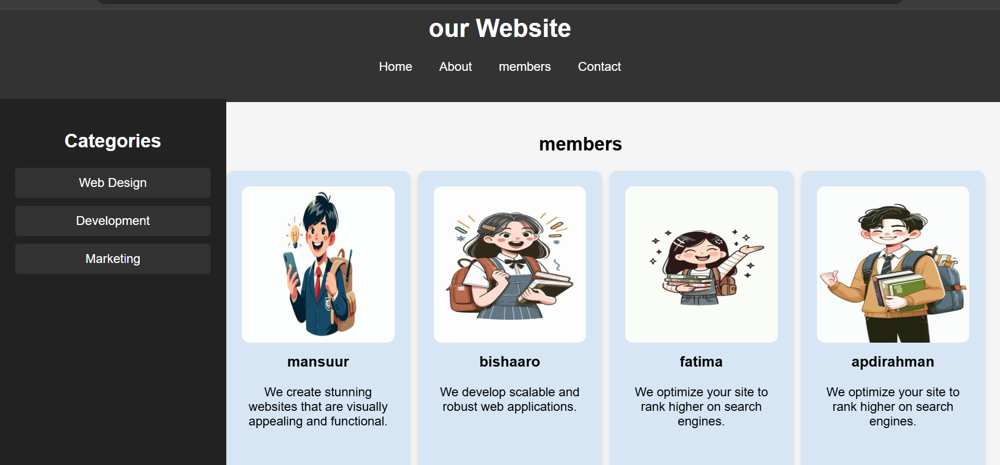 our Website
Home About members Contact
Categories
Web Design
Development
Marketing
members
mansuur
We create stunning
websites that are visually
appealing and functional.
bishaaro
We develop scalable and
robust web applications.
fatima
We optimize your site to
rank higher on search
engines.
apdirahman
We optimize your site to
rank higher on search
engines.